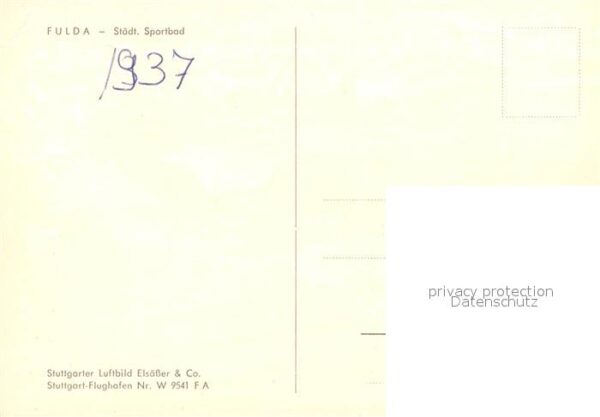 FULDA – Städt. Sportbad
1937
privacy protection
Datenschutz
Stuttgarter Luftbild Elsäßer & Co.
Stuttgart-Flughafen Nr. W 9541 F A